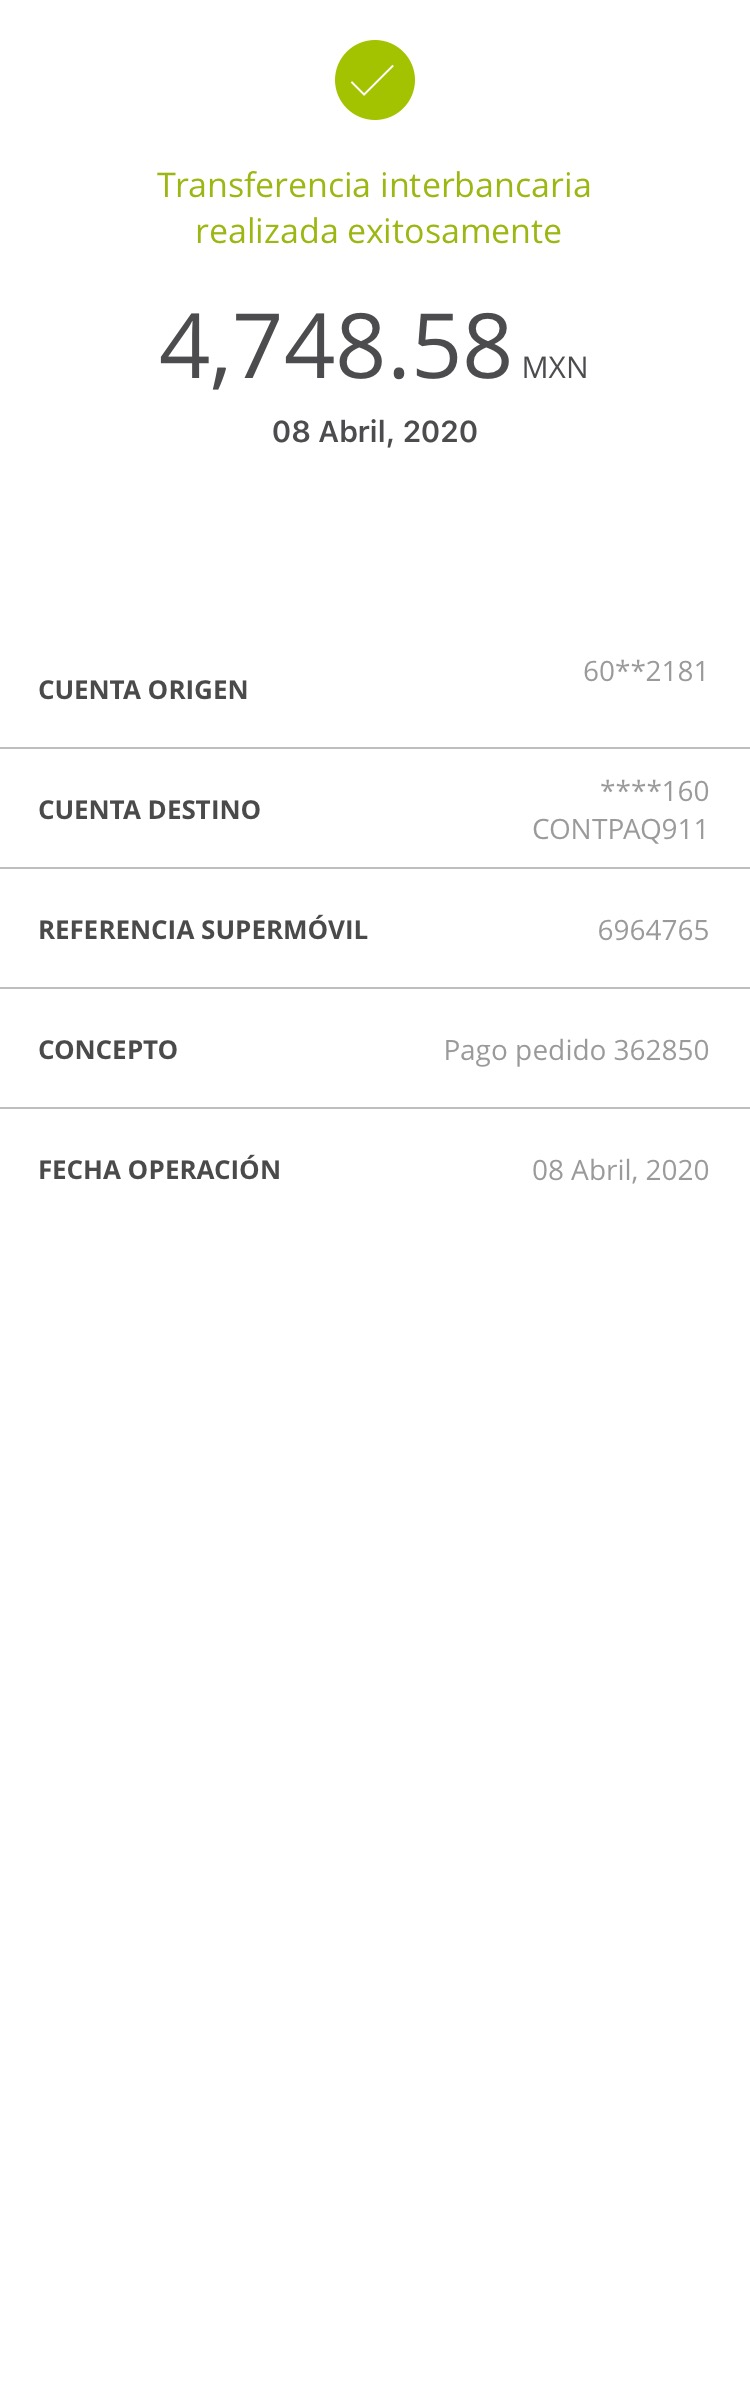 Transferencia interbancaria
realizada exitosamente
4,748.58 MXN
08 Abril, 2020
CUENTA ORIGEN 60**2181
CUENTA DESTINO ****160
CONTPAQ911
REFERENCIA SUPERMÓVIL 6964765
CONCEPTO Pago pedido 362850
FECHA OPERACIÓN 08 Abril, 2020